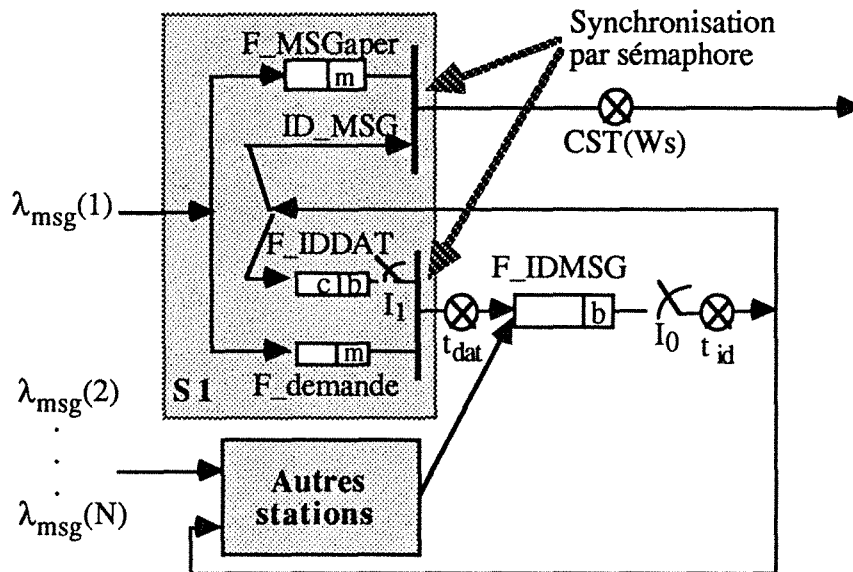 Synchronisation
par sémaphore
F_MSGaper
m
ID_MSG
CST(Ws)
λmsg(1)
F_IDDAT
c b
I1
F_IDMSG
b
I0
tdat
t id
m
F_demande
S1
λmsg(2)
.
.
.
λmsg(N)
Autres
stations